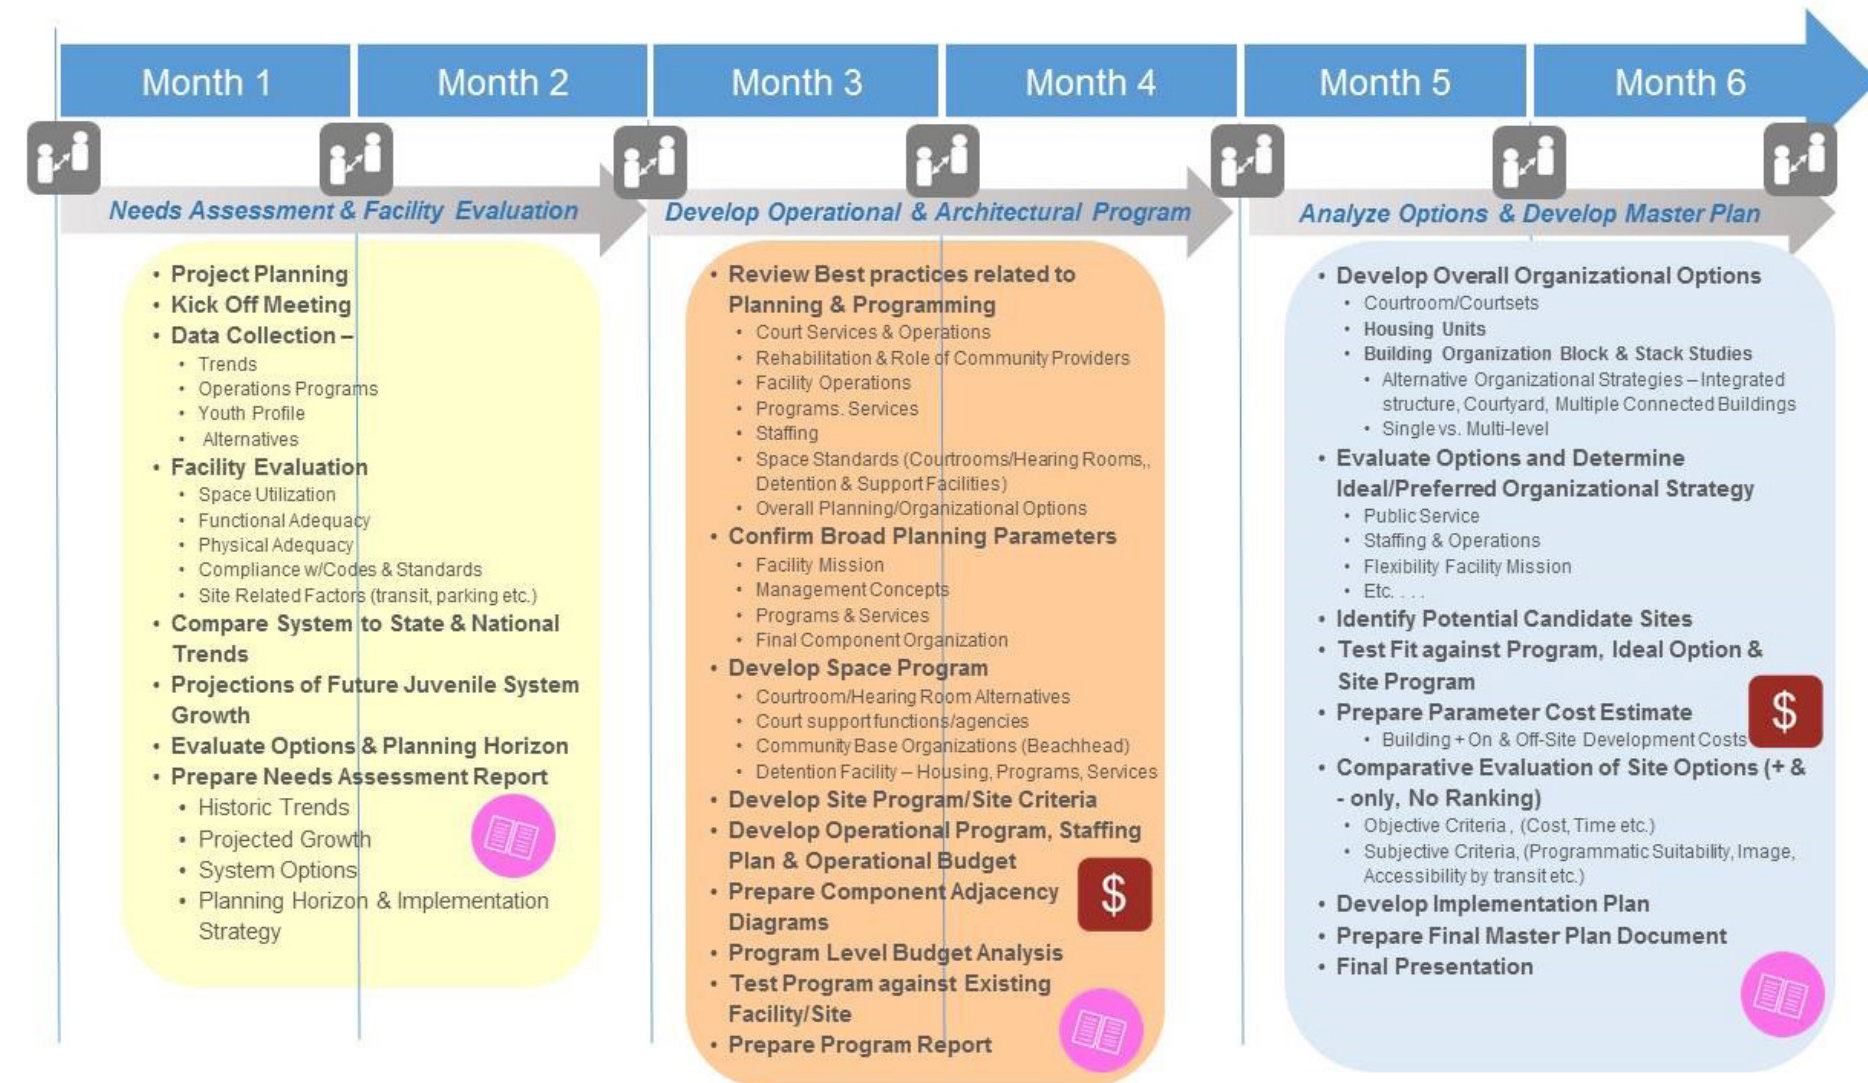 Month 1
Month 2
Month 3
Month 4
Month 5
Month 6
Needs Assessment & Facility Evaluation
Develop Operational & Architectural Program
Analyze Options & Develop Master Plan
• Project Planning
• Kick Off Meeting
• Data Collection –
• Trends
• Operations Programs
• Youth Profile
• Alternatives
• Facility Evaluation
• Space Utilization
• Functional Adequacy
• Physical Adequacy
• Compliance w/Codes & Standards
• Site Related Factors (transit, parking etc.)
• Compare System to State & National
Trends
• Projections of Future Juvenile System
Growth
• Evaluate Options & Planning Horizon
• Prepare Needs Assessment Report
• Historic Trends
• Projected Growth
• System Options
• Planning Horizon & Implementation
Strategy
• Review Best practices related to
Planning & Programming
• Court Services & Operations
• Rehabilitation & Role of Community Providers
• Facility Operations
• Programs. Services
• Staffing
• Space Standards (Courtrooms/Hearing Rooms,,
Detention & Support Facilities)
• Overall Planning/Organizational Options
• Confirm Broad Planning Parameters
• Facility Mission
• Management Concepts
• Programs & Services
• Final Component Organization
• Develop Space Program
• Courtroom/Hearing Room Alternatives
• Court support functions/agencies
• Community Base Organizations (Beachhead)
• Detention Facility – Housing, Programs, Services
• Develop Site Program/Site Criteria
• Develop Operational Program, Staffing
Plan & Operational Budget
• Prepare Component Adjacency
Diagrams
$
• Program Level Budget Analysis
• Test Program against Existing
Facility/Site
• Prepare Program Report
• Develop Overall Organizational Options
• Courtroom/Courtsets
• Housing Units
• Building Organization Block & Stack Studies
• Alternative Organizational Strategies – Integrated
structure, Courtyard, Multiple Connected Buildings
• Single vs. Multi-level
• Evaluate Options and Determine
Ideal/Preferred Organizational Strategy
• Public Service
• Staffing & Operations
• Flexibility Facility Mission
• Etc. . . .
• Identify Potential Candidate Sites
• Test Fit against Program, Ideal Option &
Site Program
• Prepare Parameter Cost Estimate
$
• Building + On & Off-Site Development Costs
• Comparative Evaluation of Site Options (+ &
- only, No Ranking)
• Objective Criteria , (Cost, Time etc.)
• Subjective Criteria, (Programmatic Suitability, Image,
Accessibility by transit etc.)
• Develop Implementation Plan
• Prepare Final Master Plan Document
• Final Presentation